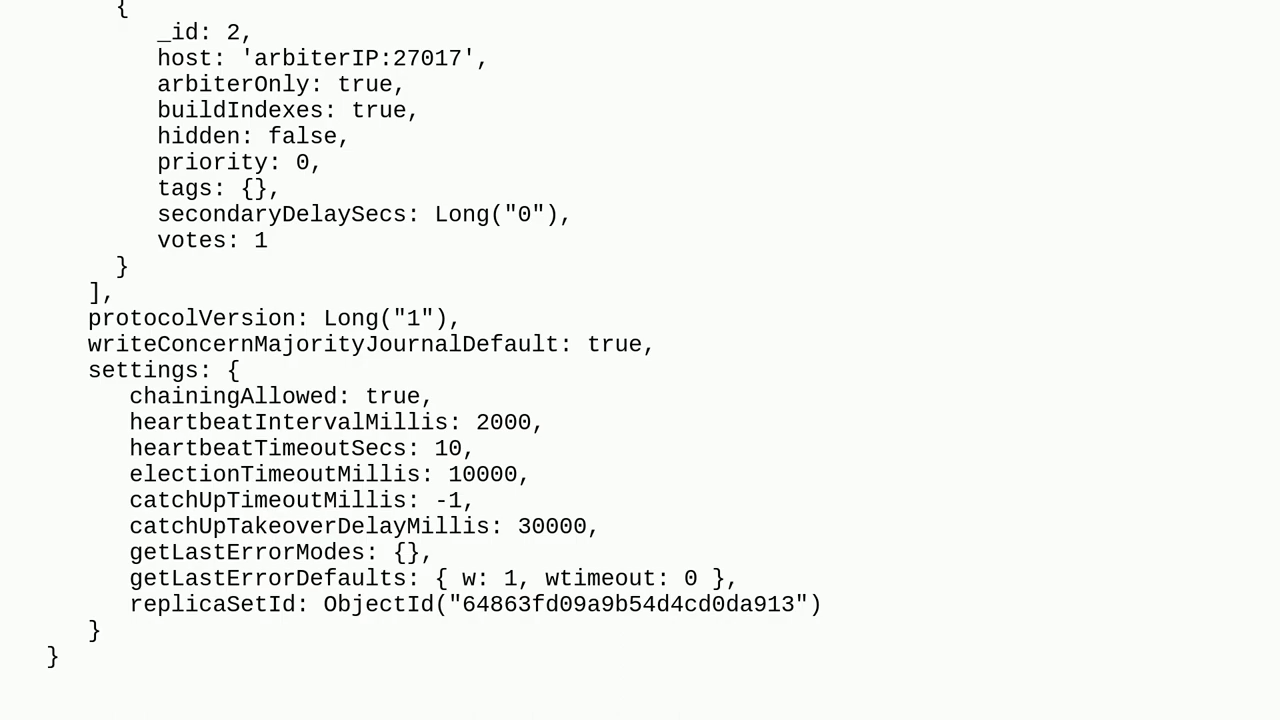 {
_id: 2,
host: 'arbiterIP:27017',
arbiterOnly: true,
buildIndexes: true,
hidden: false,
priority: 0,
tags: {},
secondaryDelaySecs: Long("0"),
votes: 1
}
],
protocolVersion: Long("1"),
writeConcernMajorityJournalDefault: true,
settings: {
chainingAllowed: true,
heartbeatIntervalMillis: 2000,
heartbeatTimeoutSecs: 10,
electionTimeoutMillis: 10000,
catchUpTimeoutMillis: -1,
catchUpTakeoverDelayMillis: 30000,
getLastErrorModes: {},
getLastErrorDefaults: { w: 1, wtimeout: 0 },
replicaSetId: ObjectId("64863fd09a9b54d4cd0da913")
}
}